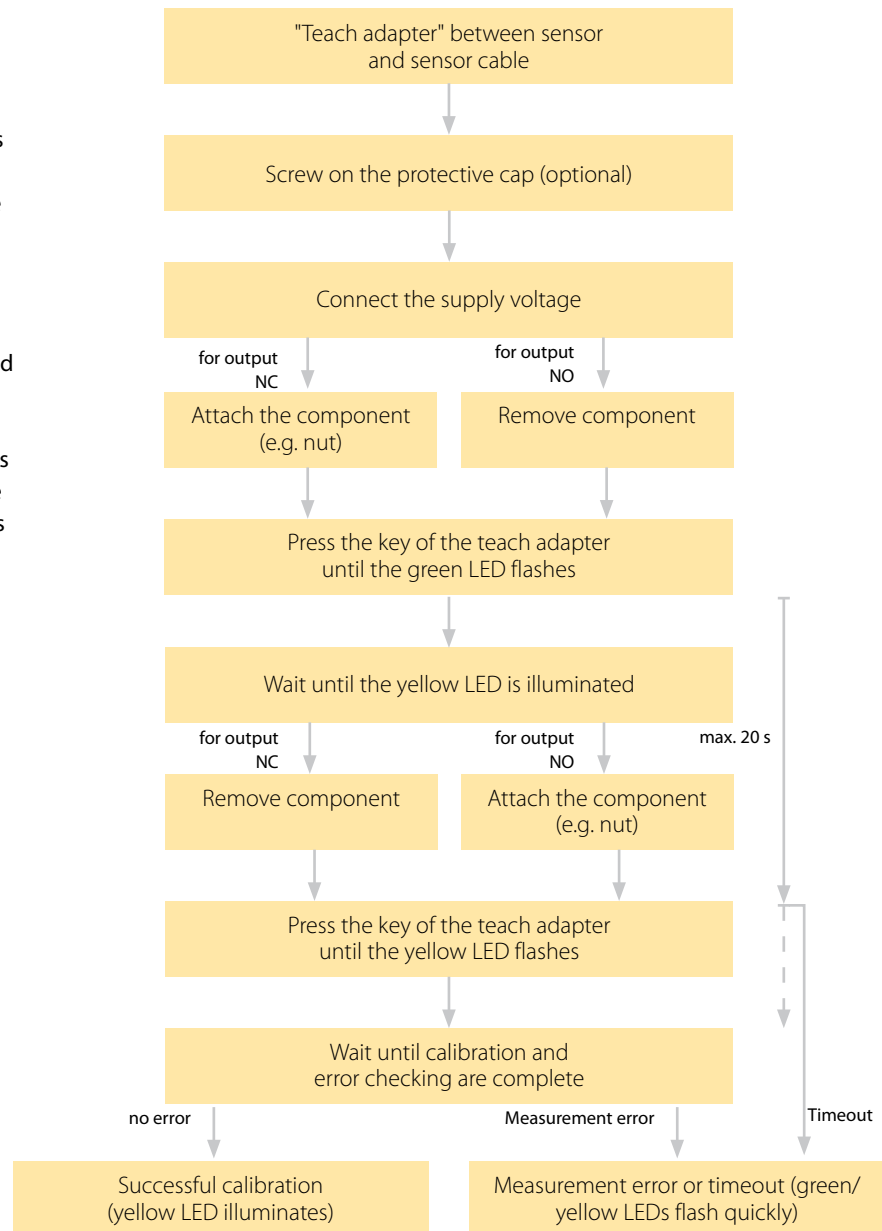 "Teach adapter" between sensor
and sensor cable
s
Screw on the protective cap (optional)
Connect the supply voltage
d
for output
NC
for output
NO
Attach the component
(e.g. nut)
Remove component
s
e
s
Press the key of the teach adapter
until the green LED flashes
Wait until the yellow LED is illuminated
for output
NC
for output
NO
max. 20 s
Remove component
Attach the component
(e.g. nut)
Press the key of the teach adapter
until the yellow LED flashes
Wait until calibration and
error checking are complete
no error
Measurement error
Timeout
Successful calibration
(yellow LED illuminates)
Measurement error or timeout (green/
yellow LEDs flash quickly)